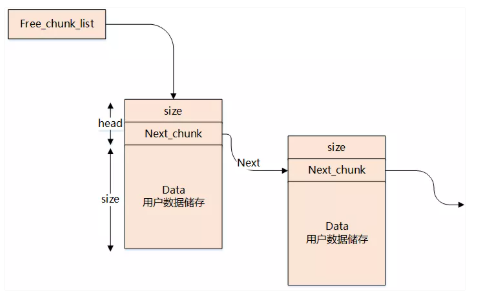 Free_chunk_list
size
head
Next_chunk
size
Data
用户数据储存
Next
size
Next_chunk
Data
用户数据储存